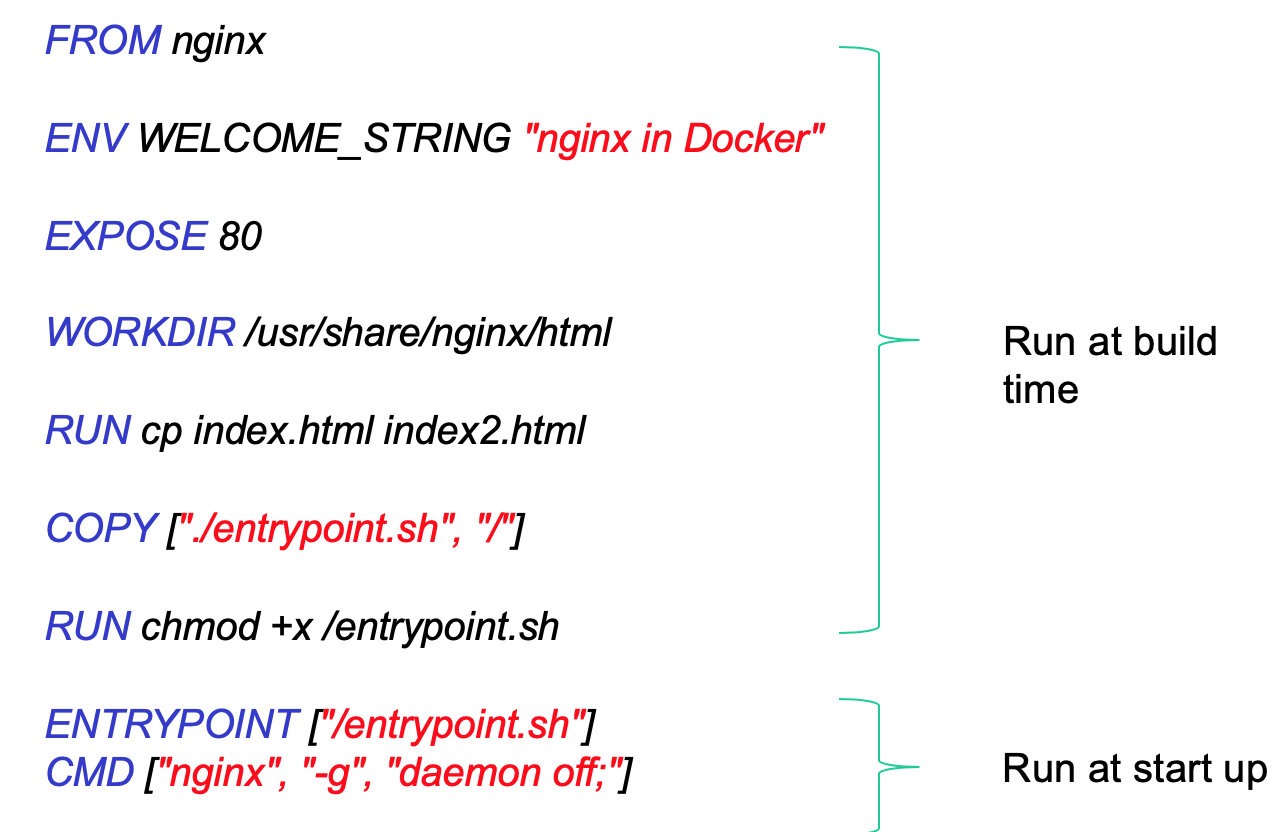 FROM nginx
ENV WELCOME_STRING "nginx in Docker"
EXPOSE 80
WORKDIR /usr/share/nginx/html
RUN cp index.html index2.html
COPY ["./entrypoint.sh", "/"]
RUN chmod +x /entrypoint.sh
Run at build
time
ENTRYPOINT ["/entrypoint.sh"]
CMD ["nginx", "-g", "daemon off;"]
Run at start up